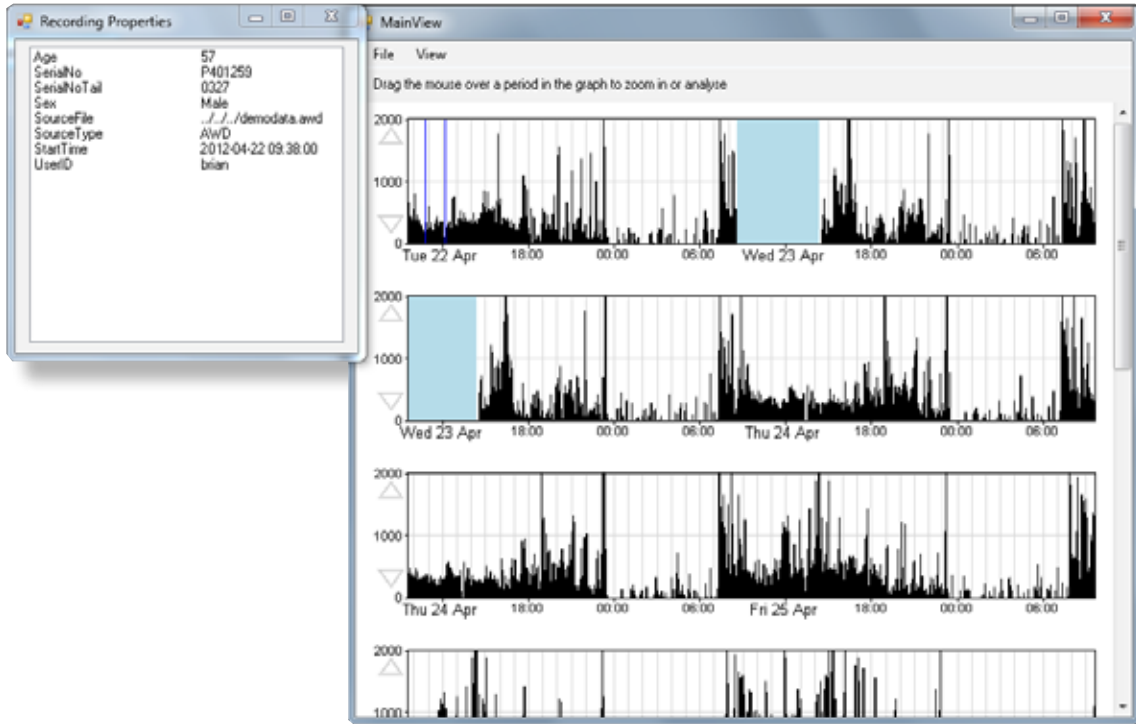 Recording Properties
Age 57
SerialNo P401259
SerialNoTail 0327
Sex Male
SourceFile ../../../demodata.awd
SourceType AWD
StartTime 2012-04-22 09:38:00
UserID brian
MainView
File View
Drag the mouse over a period in the graph to zoom in or analyse
2000
1000
0
Tue 22 Apr 18:00 00:00 06:00 Wed 23 Apr 18:00 00:00 06:00
2000
1000
0
Wed 23 Apr 18:00 00:00 06:00 Thu 24 Apr 18:00 00:00 06:00
2000
1000
0
Thu 24 Apr 18:00 00:00 06:00 Fri 25 Apr 18:00 00:00 06:00
2000
1000